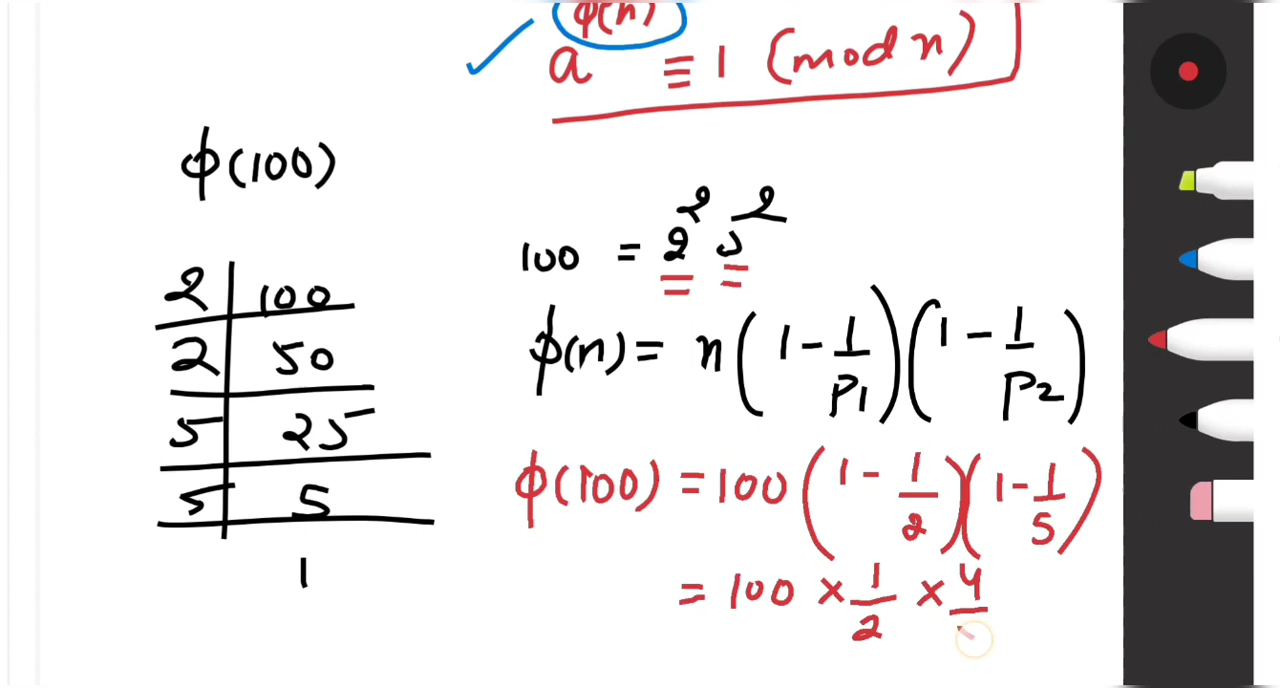 a^φ(n) ≡ 1 (mod n)
φ(100)
2 | 100
2 | 50
5 | 25
5 | 5
1
100 = 2² 5²
φ(n) = n(1 - 1/P1)(1 - 1/P2)
φ(100) = 100(1 - 1/2)(1 - 1/5)
= 100 × 1/2 × 4/